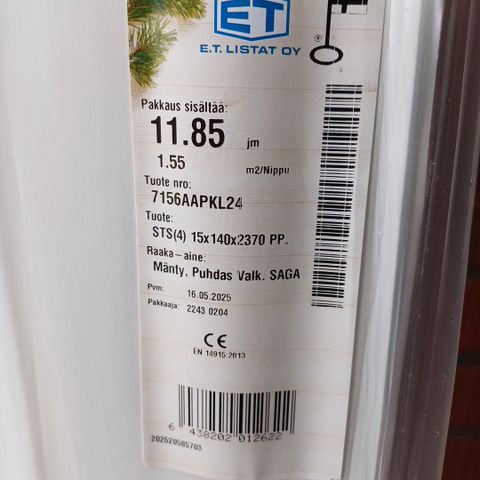 ET
E.T. LISTAT OY ®
Pakkaus sisältää:
11.85 jm
1.55 m2/Nippu
Tuote nro:
7156AAPKL24
Tuote:
STS(4) 15x140x2370 PP.
Raaka-aine:
Mänty, Puhdas Valk. SAGA
Pvm: 16.05.2025
Pakkaaja: 2243 0204
CE
EN 14915:2013
6 438202 012622
202520585703